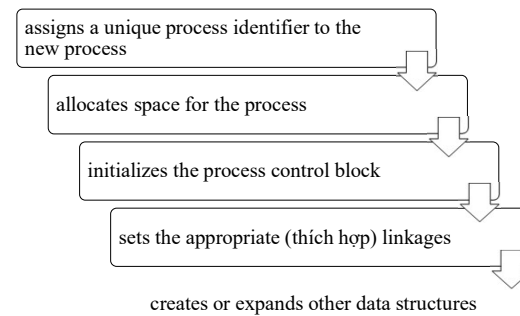 assigns a unique process identifier to the
new process
allocates space for the process
initializes the process control block
sets the appropriate (thích hợp) linkages
creates or expands other data structures